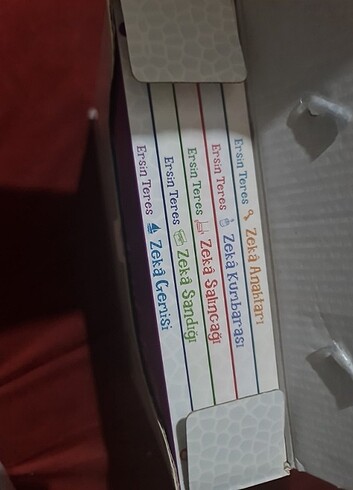 Ersin Teres Zekâ Gemisi
Ersin Teres Zekâ Sandığı
Ersin Teres Zekâ Salıncağı
Ersin Teres Zekâ Kumbarası
Ersin Teres Zekâ Anahtarı